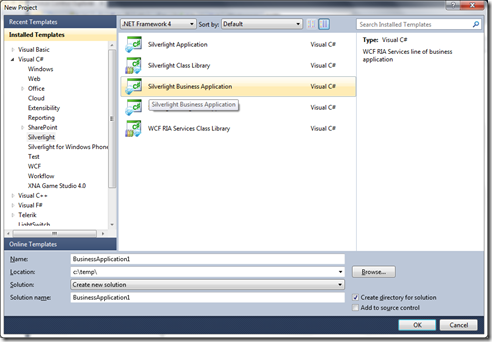 New Project
Recent Templates
Installed Templates
Visual Basic
Visual C#
Windows
Web
Office
Cloud
Extensibility
Reporting
SharePoint
Silverlight
Silverlight for Windows Phone
Test
WCF
Workflow
XNA Game Studio 4.0
Visual C++
Visual F#
Telerik
LightSwitch
Online Templates
.NET Framework 4 Sort by: Default
Silverlight Application Visual C#
Silverlight Class Library Visual C#
Silverlight Business Application Visual C#
Silverlight Business Application Visual C#
WCF RIA Services Class Library Visual C#
Search Installed Templates
Type: Visual C#
WCF RIA Services line of business
application
Name: BusinessApplication1
Location: c:\temp\ Browse...
Solution: Create new solution
Solution name: BusinessApplication1
Create directory for solution
Add to source control
OK Cancel